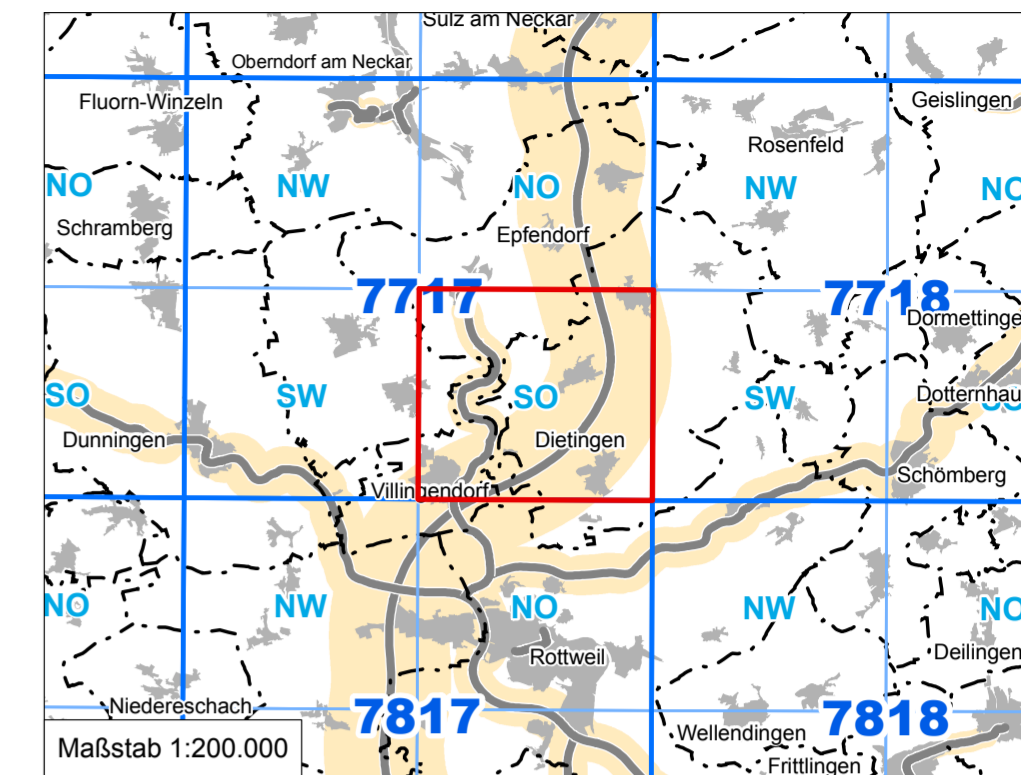 Sulz am Neckar
Oberndorf am Neckar
Fluorn-Winzeln
Geislingen
Rosenfeld
NO
NW
NO
NW
NO
Schramberg
Epfendorf
7717
7718
Dormettinge
SO
SW
SO
SW
SO
Dotternhau
Dunningen
Dietingen
Schömberg
Villingendorf
NO
NW
NO
NW
NO
Rottweil
Deilingen
Niedereschach
7817
7818
Wellendingen
Maßstab 1:200.000
Frittlingen